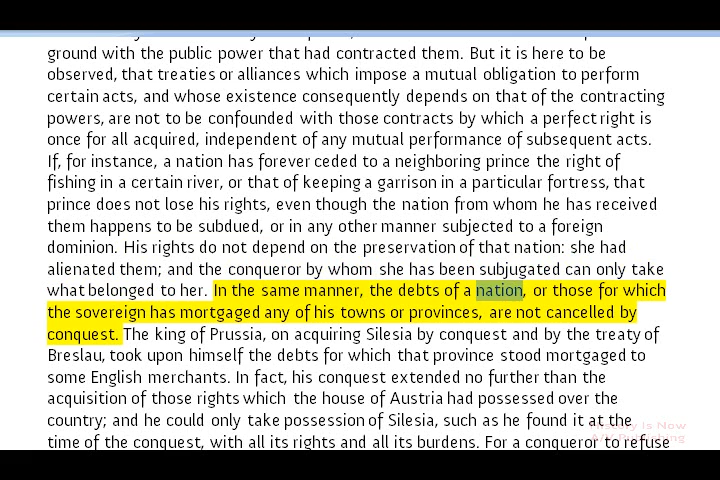 ground with the public power that had contracted them. But it is here to be
observed, that treaties or alliances which impose a mutual obligation to perform
certain acts, and whose existence consequently depends on that of the contracting
powers, are not to be confounded with those contracts by which a perfect right is
once for all acquired, independent of any mutual performance of subsequent acts.
If, for instance, a nation has forever ceded to a neighboring prince the right of
fishing in a certain river, or that of keeping a garrison in a particular fortress, that
prince does not lose his rights, even though the nation from whom he has received
them happens to be subdued, or in any other manner subjected to a foreign
dominion. His rights do not depend on the preservation of that nation: she had
alienated them; and the conqueror by whom she has been subjugated can only take
what belonged to her. In the same manner, the debts of a nation, or those for which
the sovereign has mortgaged any of his towns or provinces, are not cancelled by
conquest. The king of Prussia, on acquiring Silesia by conquest and by the treaty of
Breslau, took upon himself the debts for which that province stood mortgaged to
some English merchants. In fact, his conquest extended no further than the
acquisition of those rights which the house of Austria had possessed over the
country; and he could only take possession of Silesia, such as he found it at the
time of the conquest, with all its rights and all its burdens. For a conqueror to refuse
History Is Now
A/V Publishing